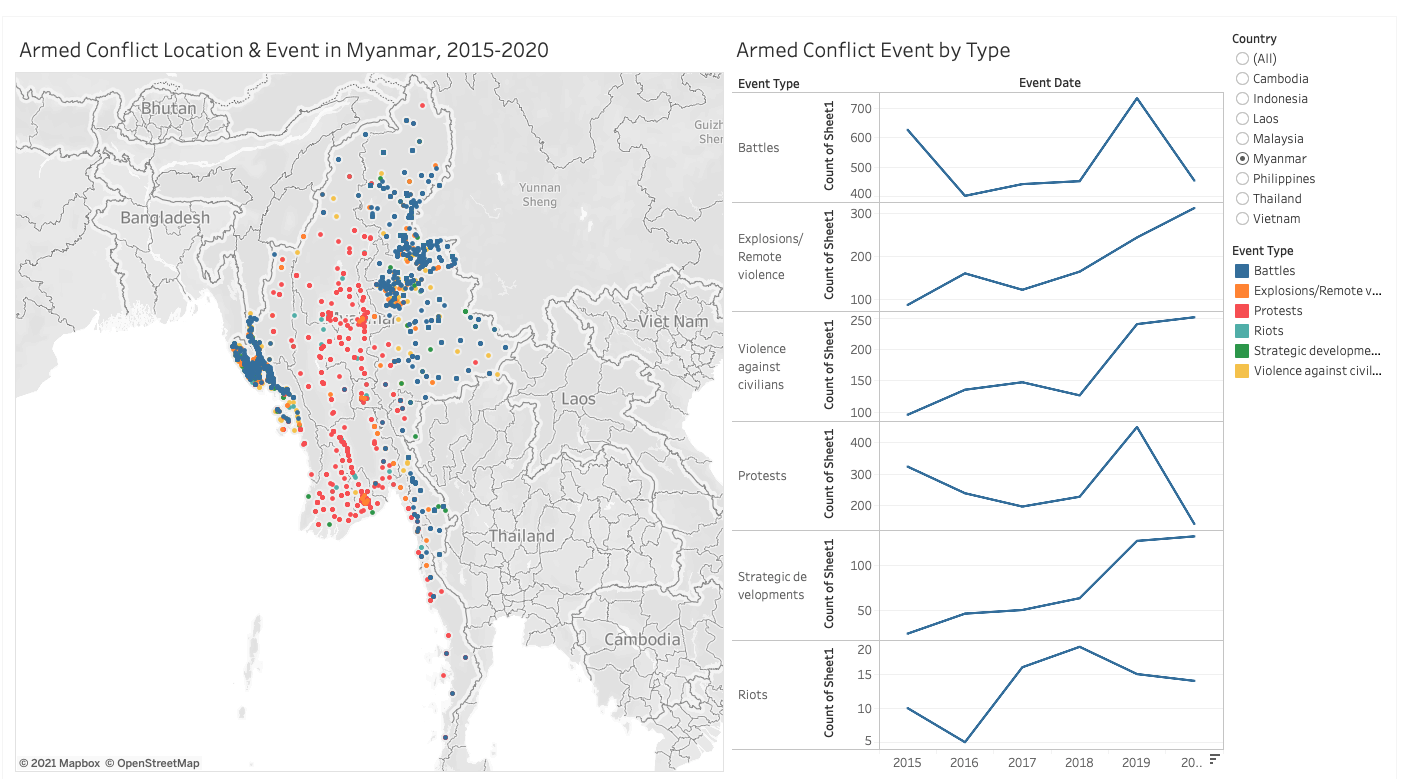 Armed Conflict Location & Event in Myanmar, 2015-2020
Bhutan
Guizh
Sher
Yunnan
Sheng
Bangladesh
Viet Nam
Laos
Thailand
Cambodia
© 2021 Mapbox © OpenStreetMap
Armed Conflict Event by Type
Event Type
Event Date
Battles
Count of Sheet1
700
600
500
400
Explosions/
Remote
violence
Count of Sheet1
300
200
100
Violence
against
civilians
Count of Sheet1
250
200
150
100
Protests
Count of Sheet1
400
300
200
Strategic de
velopments
Count of Sheet1
100
50
Riots
Count of Sheet1
20
15
10
5
2015 2016 2017 2018 2019 20..
Country
(All)
Cambodia
Indonesia
Laos
Malaysia
Myanmar
Philippines
Thailand
Vietnam
Event Type
Battles
Explosions/Remote v...
Protests
Riots
Strategic developme...
Violence against civil...